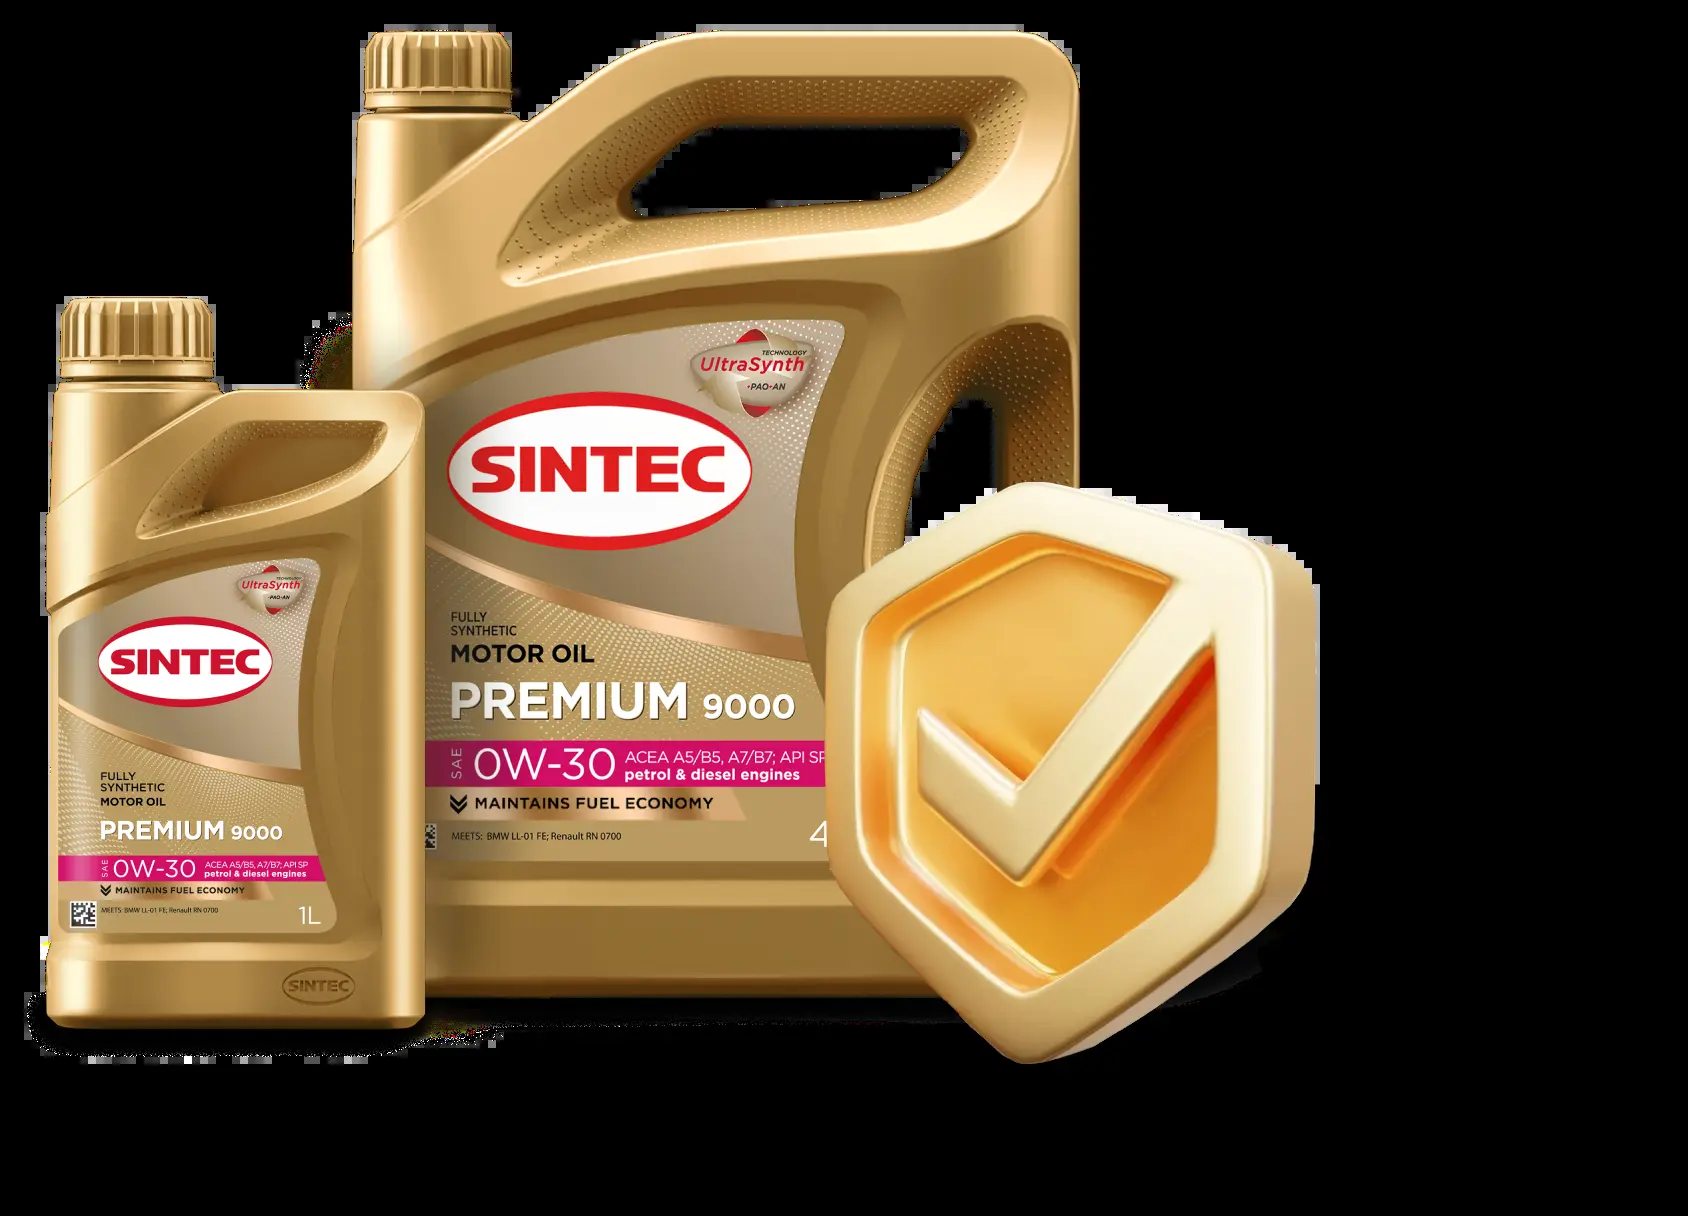 TECHNOLOGY
UltraSynth
•PAO•AN
SINTEC
FULLY
SYNTHETIC
MOTOR OIL
PREMIUM 9000
SAE 0W-30 ACEA A5/B5, A7/B7; API SP
petrol & diesel engines
MAINTAINS FUEL ECONOMY
MEETS: BMW LL-01 FE; Renault RN 0700
4
TECHNOLOGY
UltraSynth
•PAO•AN
SINTEC
FULLY
SYNTHETIC
MOTOR OIL
PREMIUM 9000
SAE 0W-30 ACEA A5/B5, A7/B7; API SP
petrol & diesel engines
MAINTAINS FUEL ECONOMY
MEETS: BMW LL-01 FE; Renault RN 0700
1L
SINTEC